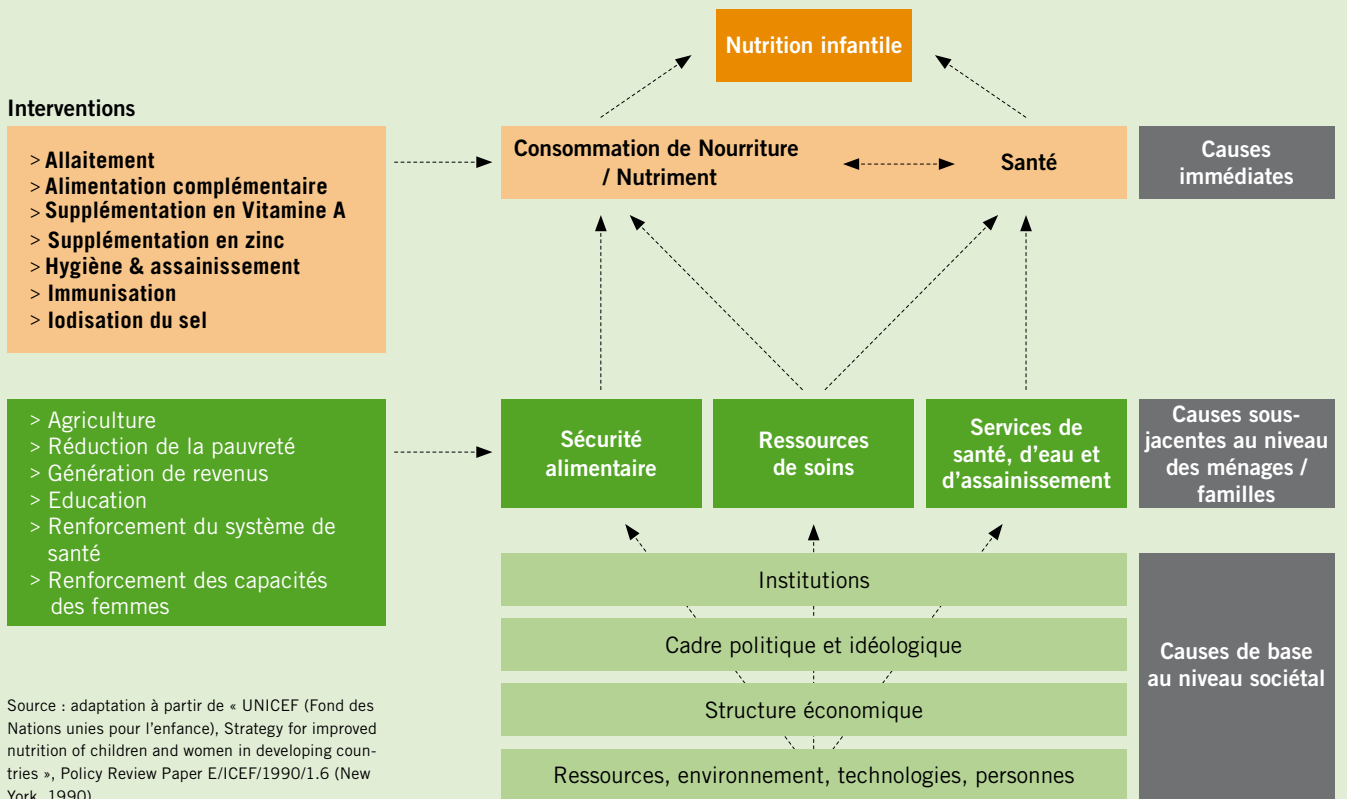 Nutrition infantile
Interventions
> Allaitement
> Alimentation complémentaire
> Supplémentation en Vitamine A
> Supplémentation en zinc
> Hygiène & assainissement
> Immunisation
> Iodisation du sel
Consommation de Nourriture
/ Nutriment
Santé
Causes
immédiates
> Agriculture
> Réduction de la pauvreté
> Génération de revenus
> Education
> Renforcement du système de
santé
> Renforcement des capacités
des femmes
Sécurité
alimentaire
Ressources
de soins
Services de
santé, d'eau et
d'assainissement
Causes sous-
jacentes au niveau
des ménages /
familles
Institutions
Cadre politique et idéologique
Structure économique
Ressources, environnement, technologies, personnes
Causes de base
au niveau sociétal
Source : adaptation à partir de « UNICEF (Fond des
Nations unies pour l'enfance), Strategy for improved
nutrition of children and women in developing coun-
tries », Policy Review Paper E/ICEF/1990/1.6 (New
York, 1990)